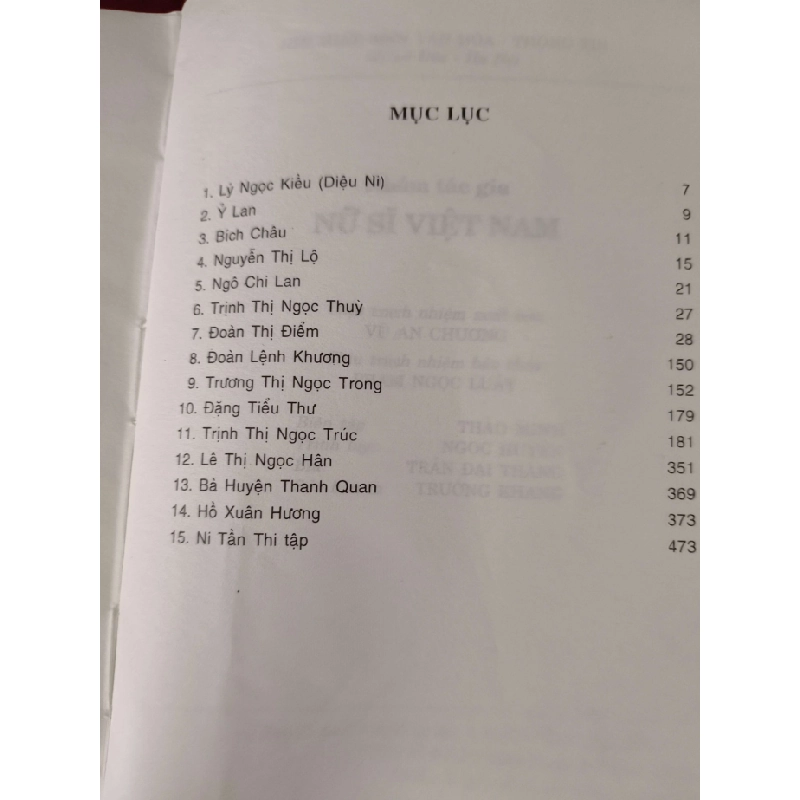 MỤC LỤC
1. Lý Ngọc Kiều (Diệu Ni) 7
2. Ỷ Lan 9
3. Bích Châu 11
4. Nguyễn Thị Lộ 15
5. Ngô Chi Lan 21
6. Trịnh Thị Ngọc Thuỳ 27
7. Đoàn Thị Điểm 28
8. Đoàn Lệnh Khương 150
9. Trương Thị Ngọc Trong 152
10. Đặng Tiểu Thư 179
11. Trịnh Thị Ngọc Trúc 181
12. Lê Thị Ngọc Hân 351
13. Bà Huyện Thanh Quan 369
14. Hồ Xuân Hương 373
15. Ni Tần Thi tập 473
NỮ SĨ VIỆT NAM